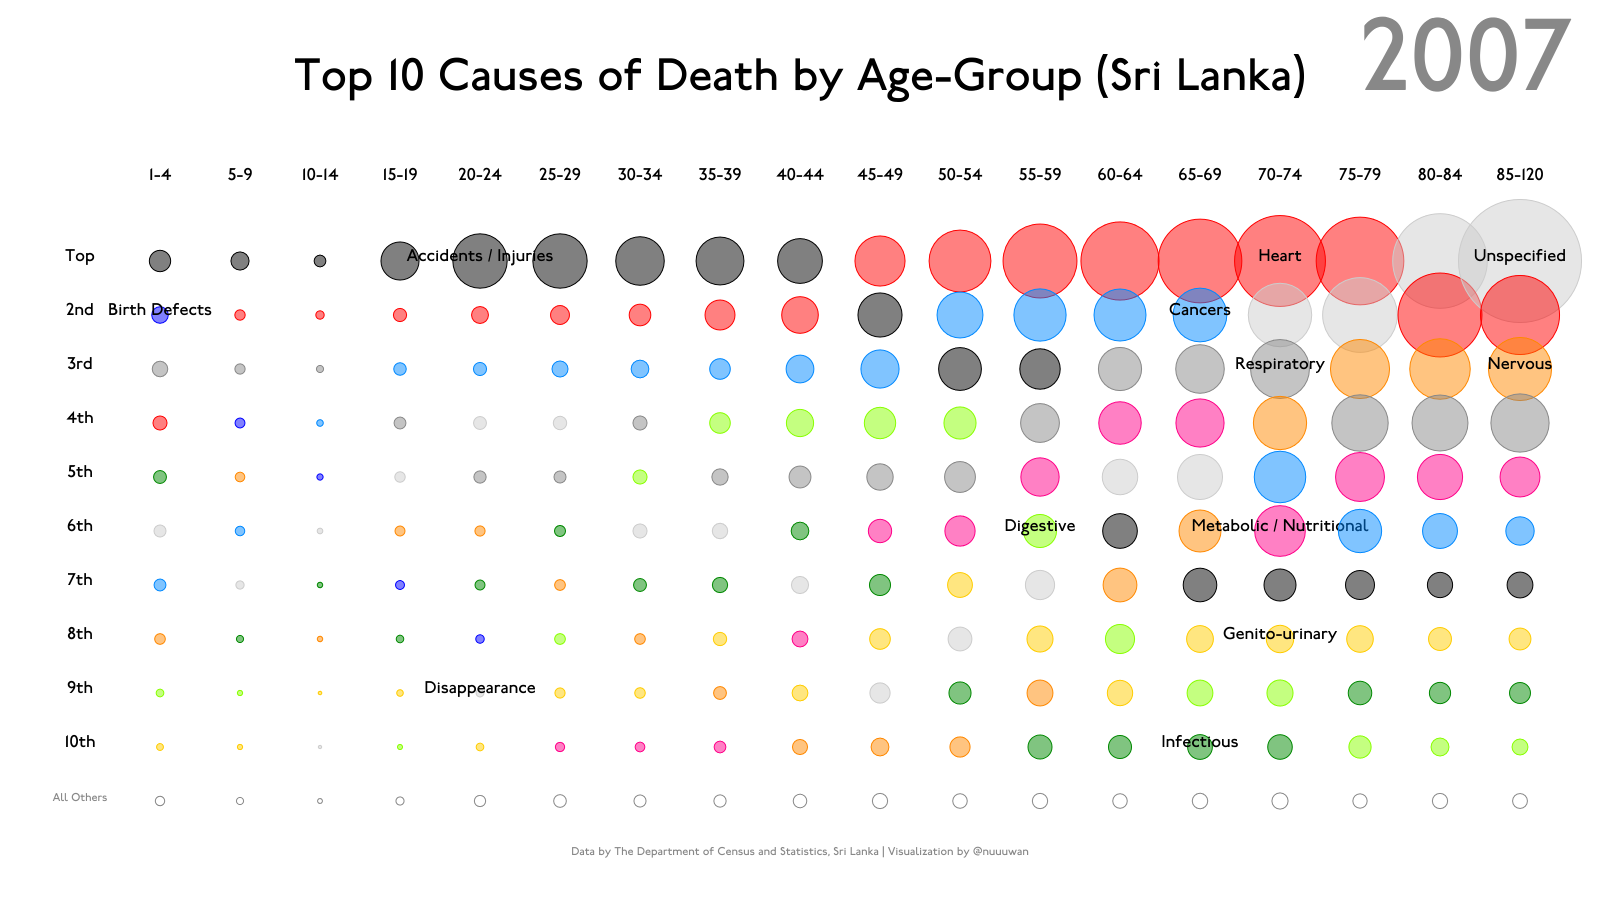 2007
Top 10 Causes of Death by Age-Group (Sri Lanka)
1-4 5-9 10-14 15-19 20-24 25-29 30-34 35-39 40-44 45-49 50-54 55-59 60-64 65-69 70-74 75-79 80-84 85-120
Top Accidents / Injuries Heart Unspecified
2nd Birth Defects Cancers
3rd Respiratory Nervous
4th
5th
6th Digestive Metabolic / Nutritional
7th
8th Genito-urinary
9th Disappearance
10th Infectious
All Others
Data by The Department of Census and Statistics, Sri Lanka | Visualization by @nuuuwan